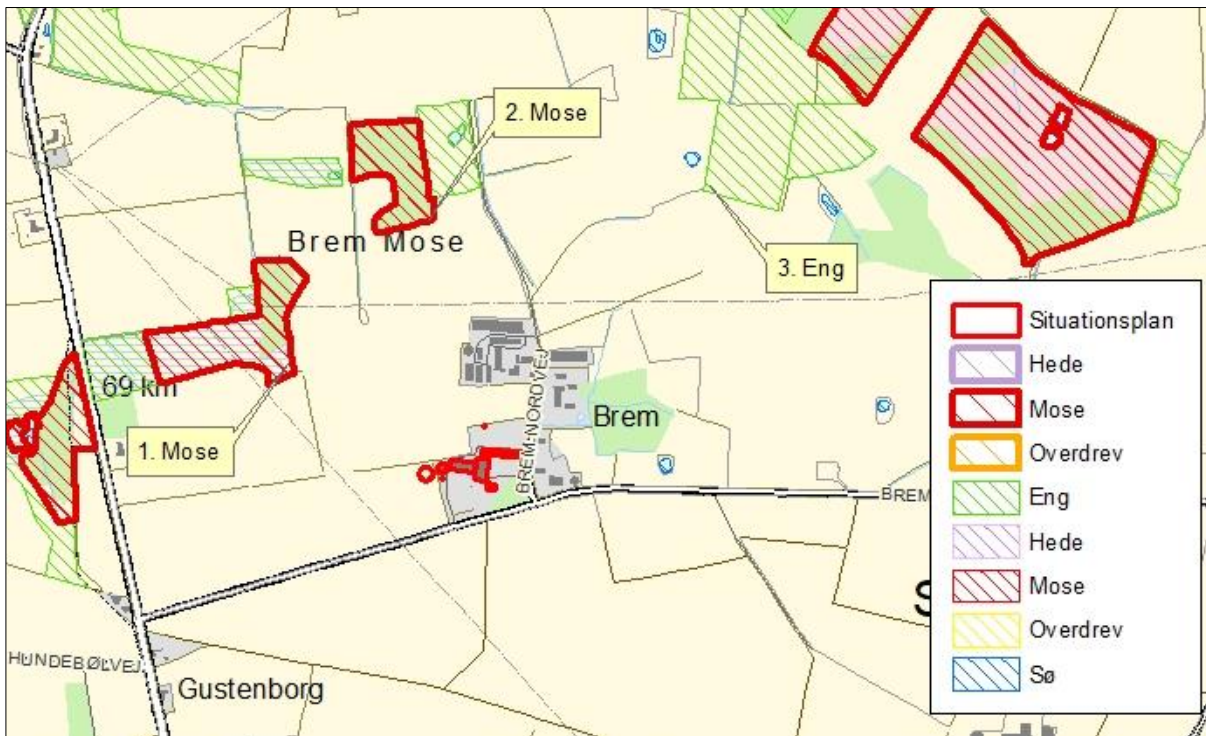 2. Mose
Brem Mose
3. Eng
69 km
1. Mose
Brem
BREM NORDVEJ
BREM
HUNDEBØLVEJ
Gustenborg
S
Situationsplan
Hede
Mose
Overdrev
Eng
Hede
Mose
Overdrev
Sø